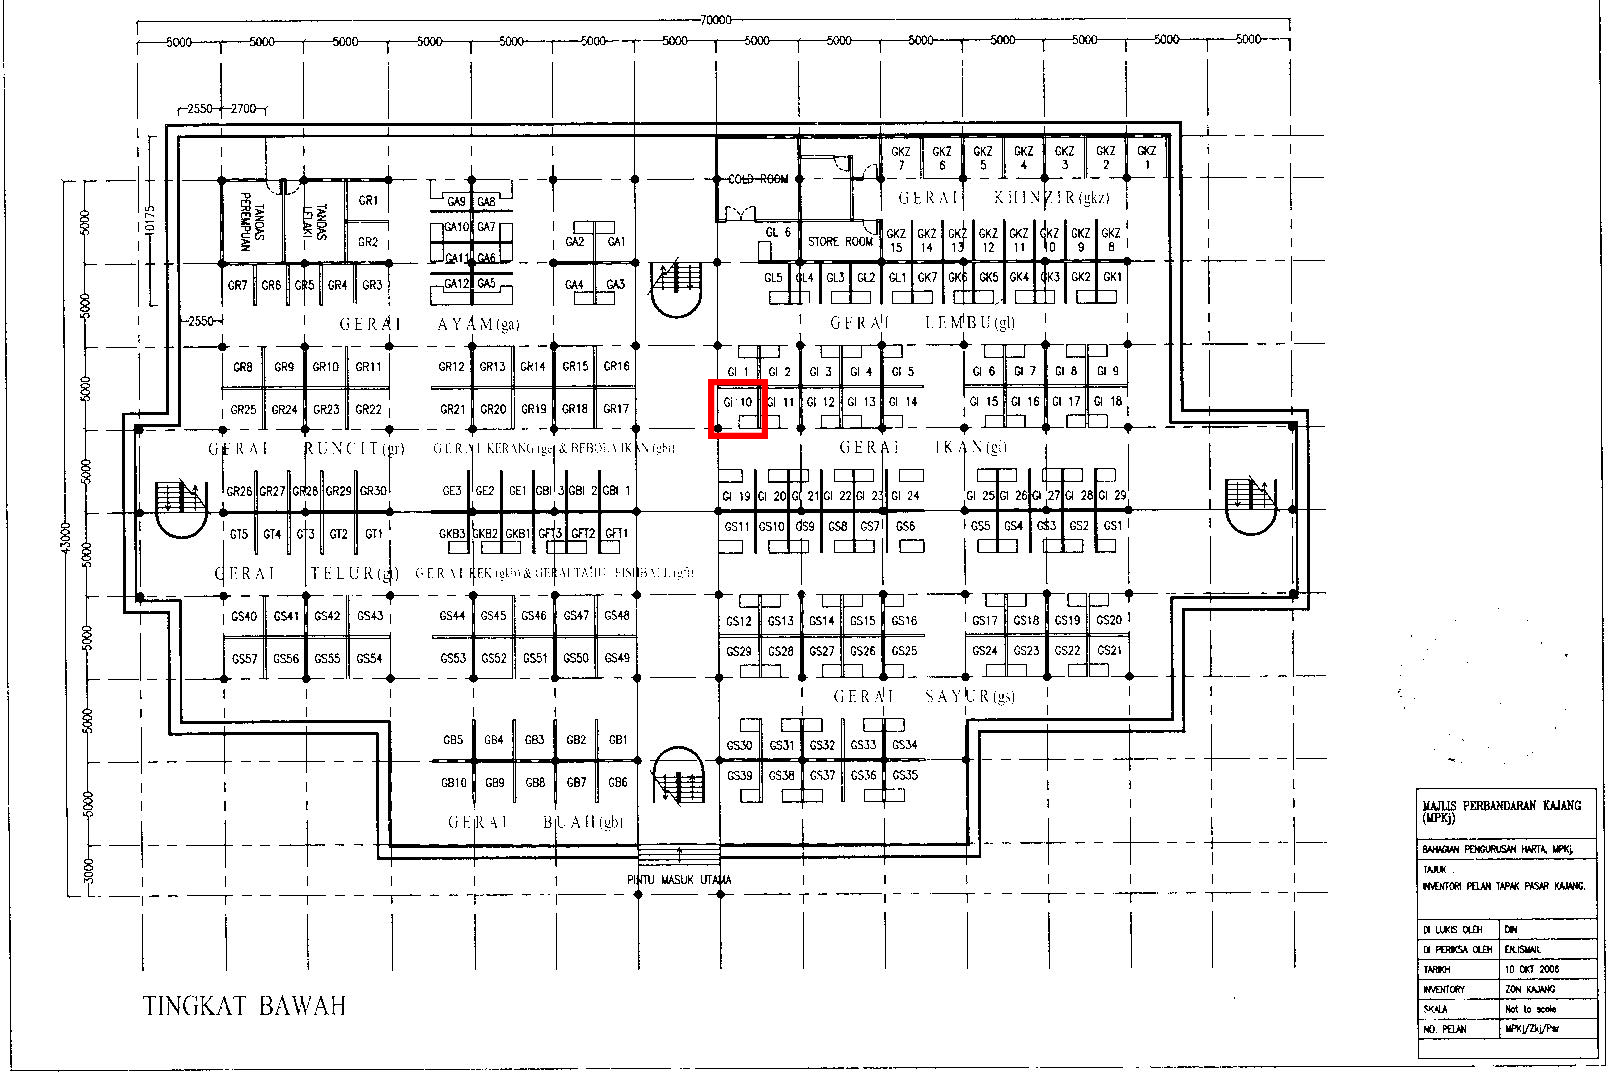 70000
5000 5000 5000 5000 5000 5000 5000 5000 5000 5000 5000 5000 5000 5000
2550 2700
GKZ 7 GKZ 6 GKZ 5 GKZ 4 GKZ 3 GKZ 2 GKZ 1
COLD ROOM
GERAI KHINZIR(gkz)
TANDAS PEREMPUAN
TANDAS LELAKI
GR1
GA9 GA8
10175
5000
GA10 GA7
GR2
GA2 GA1
GL 6
STORE ROOM
GKZ 15 GKZ 14 GKZ 13 GKZ 12 GKZ 11 GKZ 10 GKZ 9 GKZ 8
GA11 GA6
GR7 GR6 GR5 GR4 GR3
GA12 GA5
GA4 GA3
GL5 GL4 GL3 GL2 GL1 GK7 GK6 GK5 GK4 GK3 GK2 GK1
5000
2550
GERAI AYAM(ga)
GERAI LEMBU(gl)
GR8 GR9 GR10 GR11 GR12 GR13 GR14 GR15 GR16
GI 1 GI 2 GI 3 GI 4 GI 5 GI 6 GI 7 GI 8 GI 9
5000
GR25 GR24 GR23 GR22 GR21 GR20 GR19 GR18 GR17
GI 10 GI 11 GI 12 GI 13 GI 14 GI 15 GI 16 GI 17 GI 18
GERAI RUNCIT(gr)
GERAI KERANG(ge) & BEBOLA IKAN(gbi)
GERAI IKAN(gi)
5000
GR26 GR27 GR28 GR29 GR30 GE3 GE2 GE1 GBI 3 GBI 2 GBI 1
GI 19 GI 20 GI 21 GI 22 GI 23 GI 24 GI 25 GI 26 GI 27 GI 28 GI 29
43000
GT5 GT4 GT3 GT2 GT1 GKB3 GKB2 GKB1 GFT3 GFT2 GFT1
GS11 GS10 GS9 GS8 GS7 GS6 GS5 GS4 GS3 GS2 GS1
5000
GERAI
GERAI TELUR
GS40 GS41 GS42 GS43 GS44 GS45 GS46 GS47 GS48
GS12 GS13 GS14 GS15 GS16 GS17 GS18 GS19 GS20
5000
GS57 GS56 GS55 GS54 GS53 GS52 GS51 GS50 GS49
GS29 GS28 GS27 GS26 GS25 GS24 GS23 GS22 GS21
GERAI SAYUR(gs)
5000
GB5 GB4 GB3 GB2 GB1
GS30 GS31 GS32 GS33 GS34
GB10 GB9 GB8 GB7 GB6
GS39 GS38 GS37 GS36 GS35
5000
GERAI BUAH(gb)
3000
PINTU MASUK UTAMA
TINGKAT BAWAH
MAJLIS PERBANDARAN KAJANG
(MPKj)
BAHAGIAN PENGURUSAN HARTA, MPKj.
TAJUK .
INVENTORI PELAN TAPAK PASAR KAJANG.
DI LUKIS OLEH DIN
DI PERIKSA OLEH EN.ISMAIL
TARIKH 10 OKT 2006
INVENTORY ZON KAJANG
SKALA Not to scale
NO. PELAN MPKj/Zkj/Psr